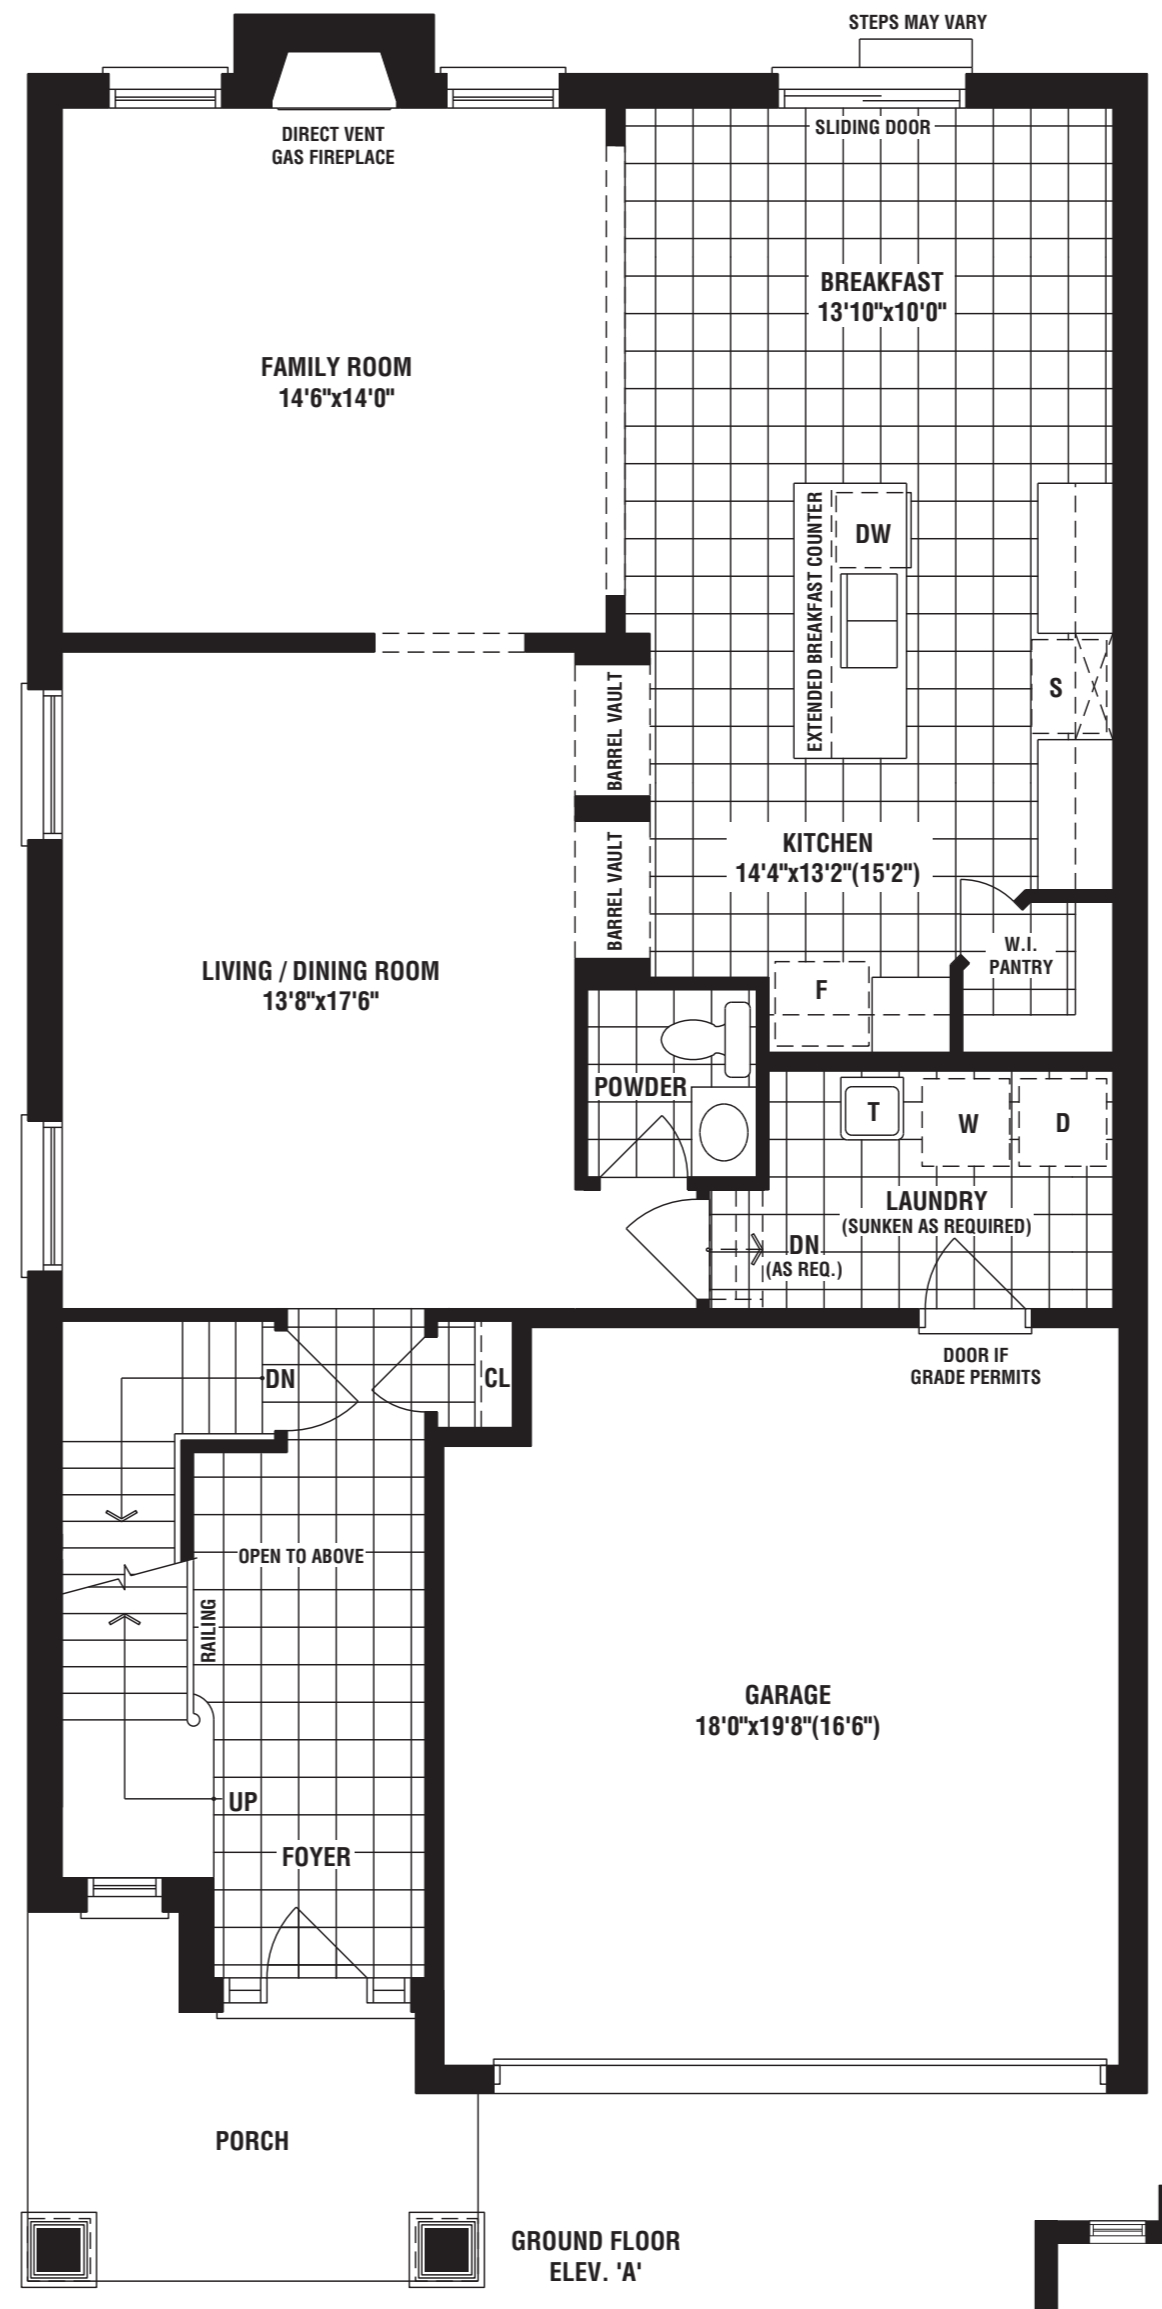 STEPS MAY VARY
SLIDING DOOR
DIRECT VENT
GAS FIREPLACE
BREAKFAST
13'10"x10'0"
FAMILY ROOM
14'6"x14'0"
EXTENDED BREAKFAST COUNTER
DW
S
BARREL VAULT
BARREL VAULT
KITCHEN
14'4"x13'2"(15'2")
W.I.
PANTRY
F
LIVING / DINING ROOM
13'8"x17'6"
POWDER
T
W
D
LAUNDRY
(SUNKEN AS REQUIRED)
DN
(AS REQ.)
DOOR IF
GRADE PERMITS
DN
CL
OPEN TO ABOVE
RAILING
GARAGE
18'0"x19'8"(16'6")
UP
FOYER
PORCH
GROUND FLOOR
ELEV. 'A'